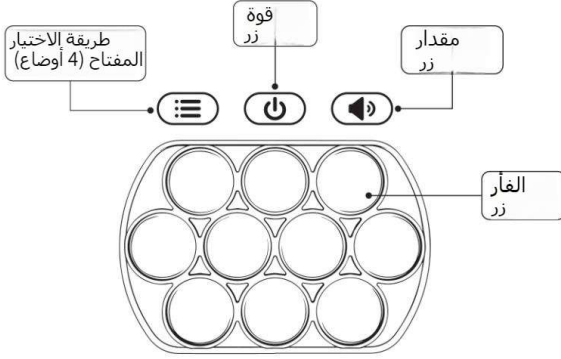 طريقة الاختيار
المفتاح (4 أوضاع)
قوة
زر
مقدار
زر
الفأر
زر